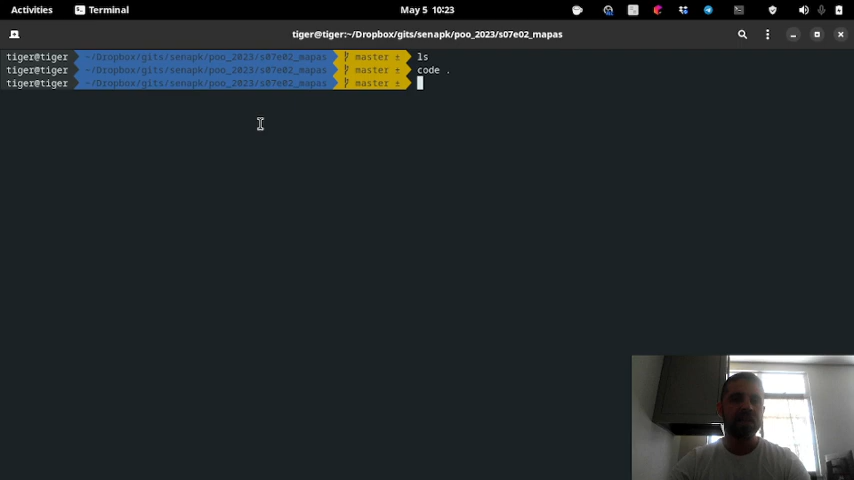 Activities Terminal May 5 10:23
tiger@tiger:~/Dropbox/gits/senapk/poo_2023/s07e02_mapas
tiger@tiger ~/Dropbox/gits/senapk/poo_2023/s07e02_mapas master ± ls
tiger@tiger ~/Dropbox/gits/senapk/poo_2023/s07e02_mapas master ± code .
tiger@tiger ~/Dropbox/gits/senapk/poo_2023/s07e02_mapas master ±